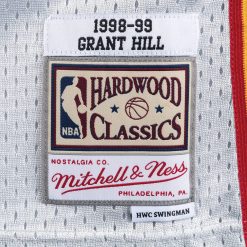 1998-99
GRANT HILL
NBA
HARDWOOD
CLASSICS
NOSTALGIA CO.
Mitchell & Ness
PHILADELPHIA, PA.
HWC SWINGMAN